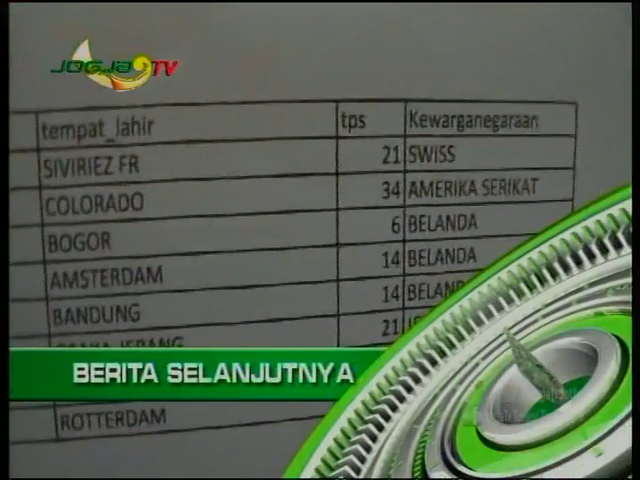 JOGJA TV
tempat_lahir tps Kewarganegaraan
SIVIRIEZ FR 21 SWISS
COLORADO 34 AMERIKA SERIKAT
BOGOR 6 BELANDA
AMSTERDAM 14 BELANDA
BANDUNG 14
21
BERITA SELANJUTNYA
ROTTERDAM